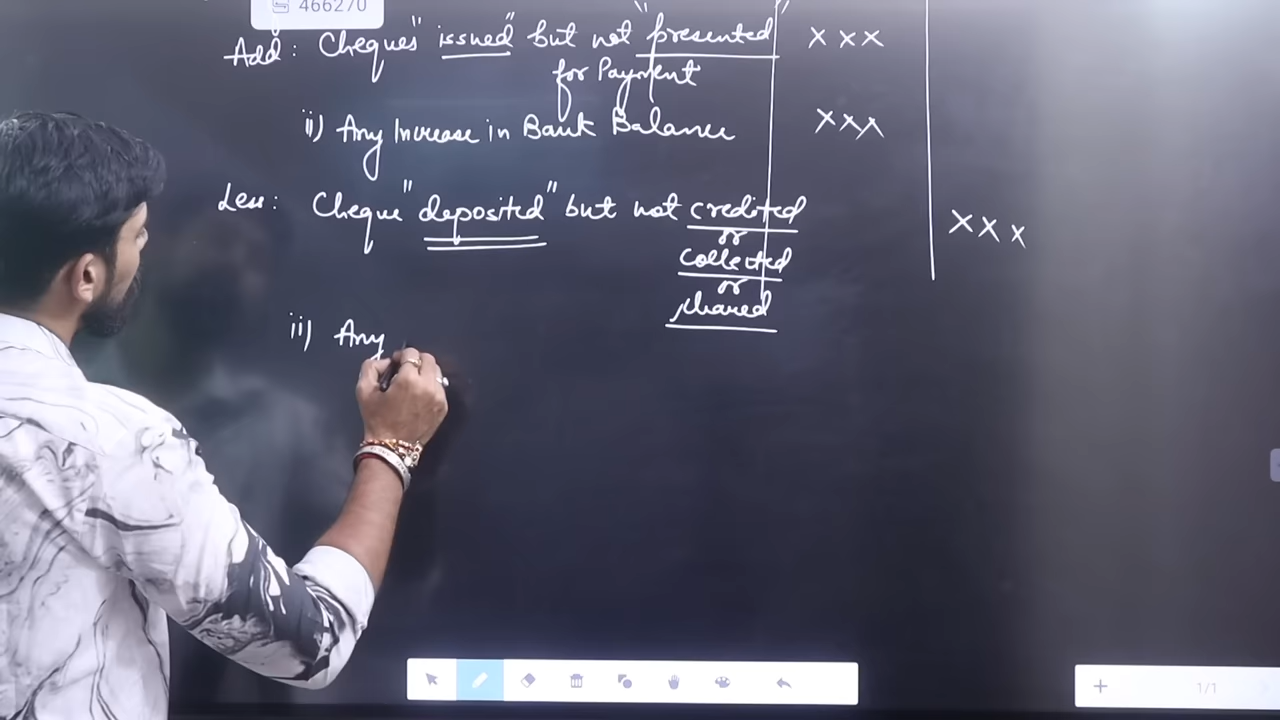 466270
Add: Cheques "issued" but not "presented" xxx
for Payment
ii) Any Increase in Bank Balance xxx
Less: Cheque "deposited" but not credited xxx
or
collected
or
ii) Any
1/1